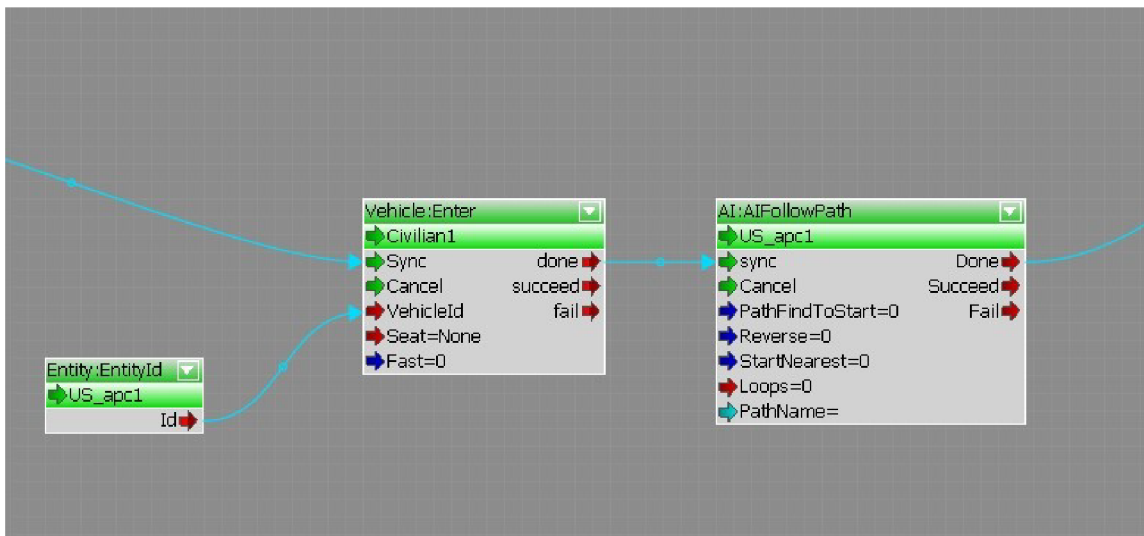 Vehicle:Enter
Civilian1
Sync done
Cancel succeed
VehicleId fail
Seat=None
Fast=0
AI:AIFollowPath
US_apc1
sync Done
Cancel Succeed
PathFindToStart=0 Fail
Reverse=0
StartNearest=0
Loops=0
PathName=
Entity:EntityId
US_apc1
Id